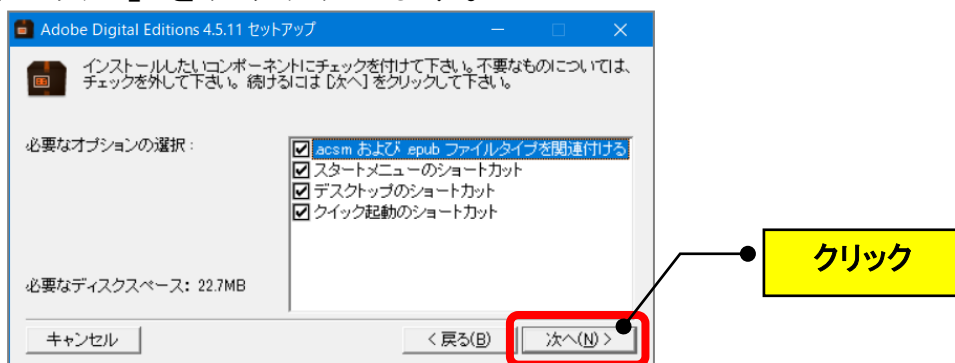 Adobe Digital Editions 4.5.11 セットアップ
インストールしたいコンポーネントにチェックを付けて下さい。不要なものについては、
チェックを外して下さい。続けるには [次へ] をクリックして下さい。
必要なオプションの選択:
.acsm および .epub ファイルタイプを関連付ける
スタートメニューのショートカット
デスクトップのショートカット
クイック起動のショートカット
クリック
必要なディスクスペース: 22.7MB
キャンセル
< 戻る(B)
次へ(N) >